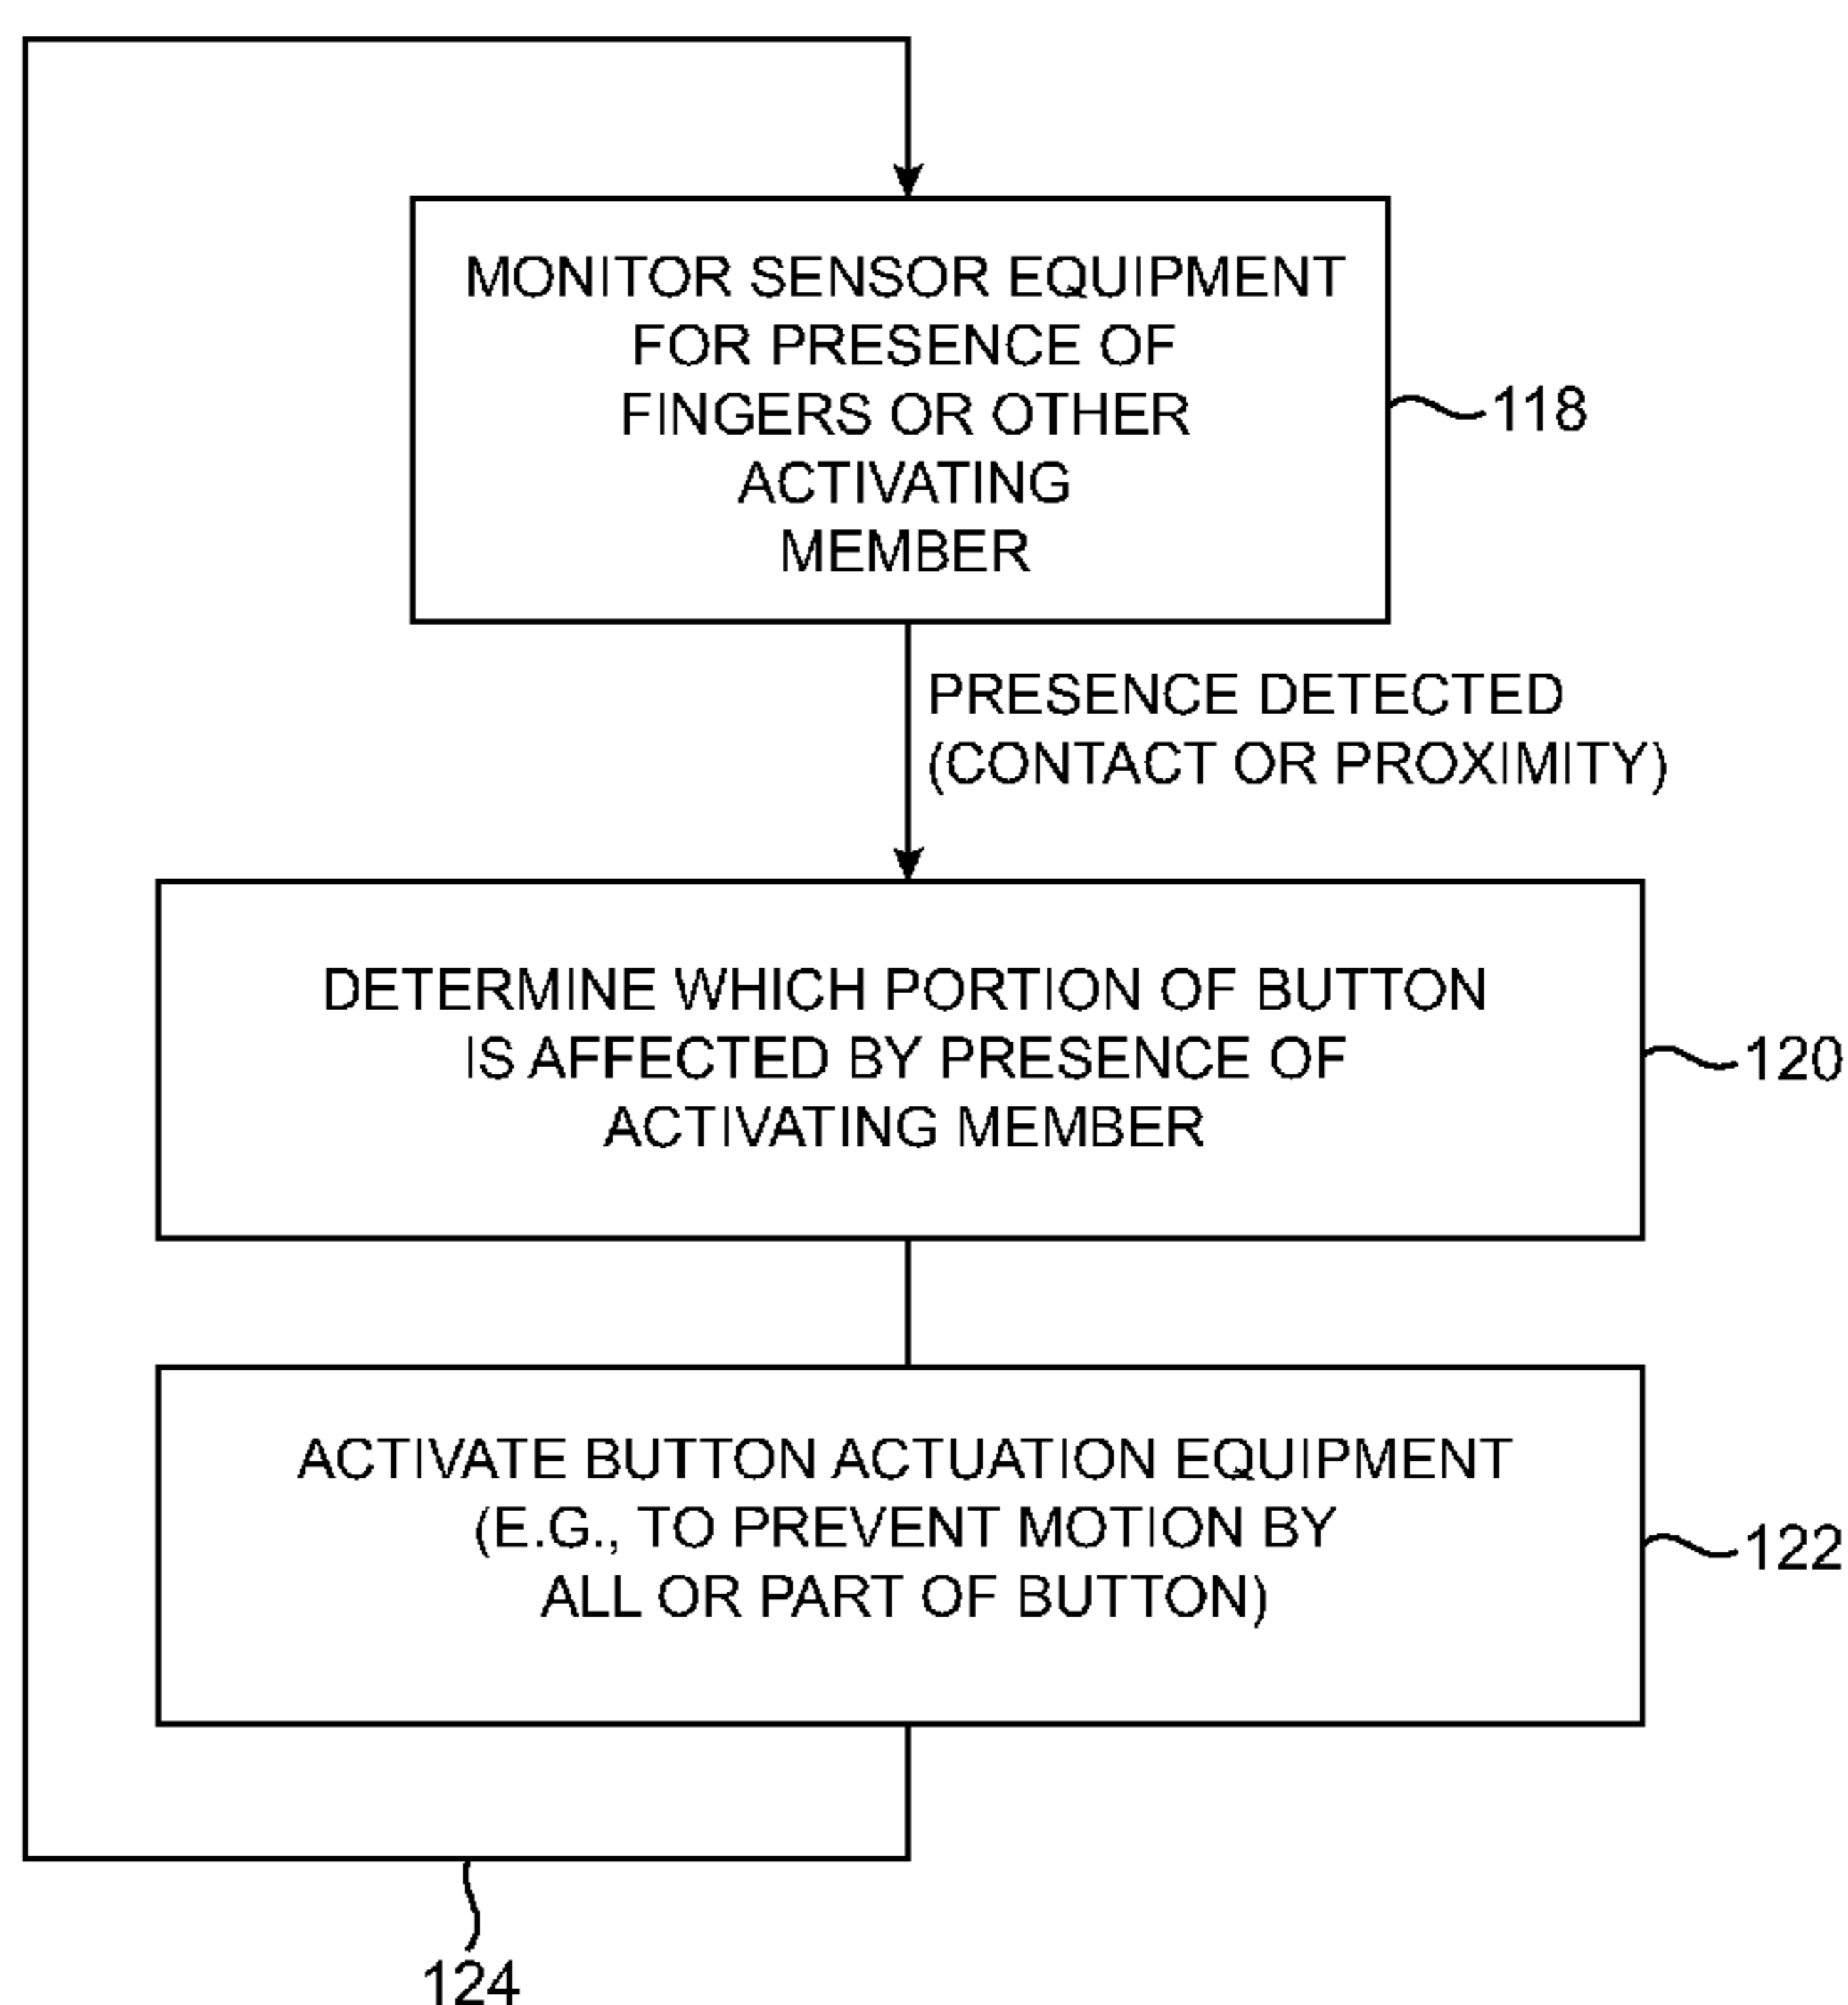 MONITOR SENSOR EQUIPMENT
FOR PRESENCE OF
FINGERS OR OTHER
ACTIVATING
MEMBER
118
PRESENCE DETECTED
(CONTACT OR PROXIMITY)
DETERMINE WHICH PORTION OF BUTTON
IS AFFECTED BY PRESENCE OF
ACTIVATING MEMBER
120
ACTIVATE BUTTON ACTUATION EQUIPMENT
(E.G., TO PREVENT MOTION BY
ALL OR PART OF BUTTON)
122
124